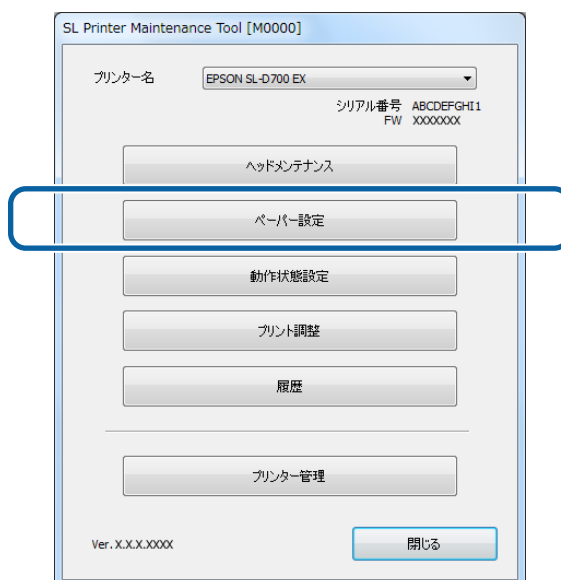 SL Printer Maintenance Tool [M0000]
プリンター名 EPSON SL-D700 EX
シリアル番号 ABCDEFGHI1
FW XXXXXXX
ヘッドメンテナンス
ペーパー設定
動作状態設定
プリント調整
履歴
プリンター管理
Ver.X.X.X.XXXX 閉じる